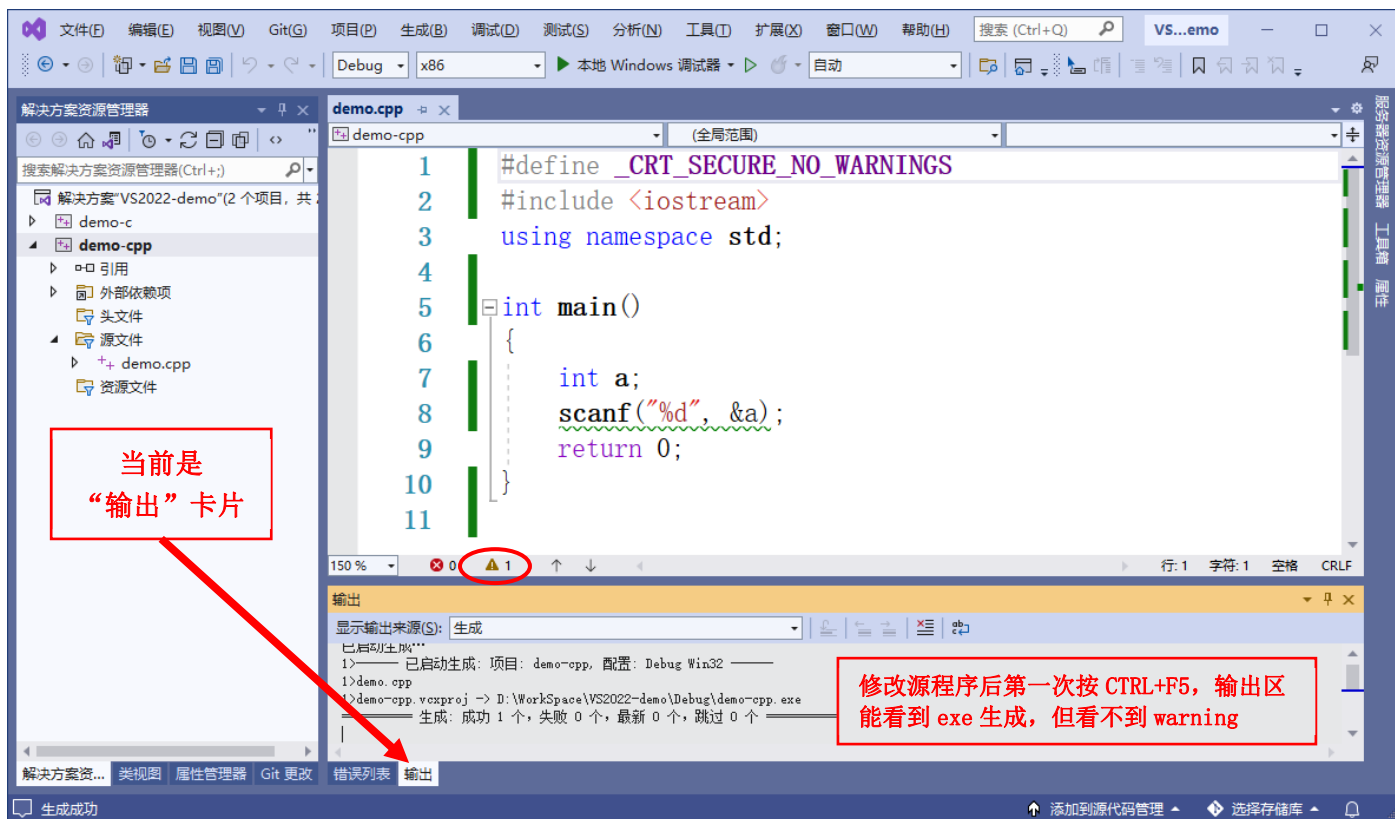 文件(F) 编辑(E) 视图(V) Git(G) 项目(P) 生成(B) 调试(D) 测试(S) 分析(N) 工具(T) 扩展(X) 窗口(W) 帮助(H) 搜索 (Ctrl+Q) VS...emo
Debug x86 本地 Windows 调试器 自动
解决方案资源管理器
搜索解决方案资源管理器(Ctrl+;)
解决方案"VS2022-demo"(2 个项目，共
demo-c
demo-cpp
引用
外部依赖项
头文件
源文件
++ demo.cpp
资源文件
当前是
“输出”卡片
解决方案资... 类视图 属性管理器 Git 更改
demo.cpp
demo-cpp (全局范围)
1 #define _CRT_SECURE_NO_WARNINGS
2 #include <iostream>
3 using namespace std;
4
5 int main()
6 {
7 int a;
8 scanf("%d", &a);
9 return 0;
10 }
11
150 % 0 1 行: 1 字符: 1 空格 CRLF
输出
显示输出来源(S): 生成
已启动生成…
1>—— 已启动生成: 项目: demo-cpp, 配置: Debug Win32 ——
1>demo.cpp
1>demo-cpp.vcxproj -> D:\WorkSpace\VS2022-demo\Debug\demo-cpp.exe
========== 生成: 成功 1 个，失败 0 个，最新 0 个，跳过 0 个 ==========
修改源程序后第一次按 CTRL+F5，输出区
能看到 exe 生成，但看不到 warning
错误列表 输出
服务器资源管理器
工具箱
属性
生成成功 添加到源代码管理 选择存储库